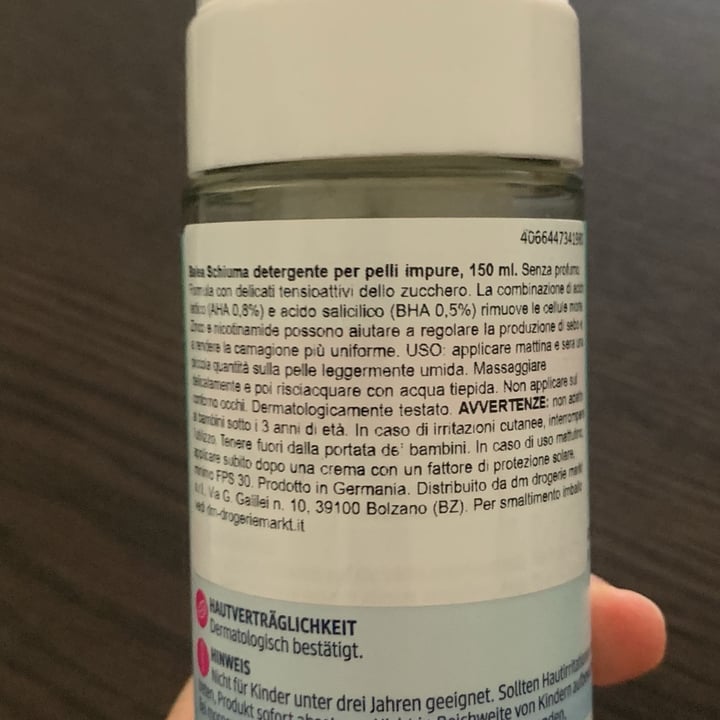 4066447341980
Balea Schiuma detergente per pelli impure, 150 ml. Senza profumo.
Formula con delicati tensioattivi dello zucchero. La combinazione di acido
lattico (AHA 0,8%) e acido salicilico (BHA 0,5%) rimuove le cellule morte.
Zinco e nicotinamide possono aiutare a regolare la produzione di sebo e
a rendere la carnagione più uniforme. USO: applicare mattina e sera una
piccola quantità sulla pelle leggermente umida. Massaggiare
delicatamente e poi risciacquare con acqua tiepida. Non applicare sul
contorno occhi. Dermatologicamente testato. AVVERTENZE: non adatto
a bambini sotto i 3 anni di età. In caso di irritazioni cutanee, interrompere
l'utilizzo. Tenere fuori dalla portata de' bambini. In caso di uso mattutino,
applicare subito dopo una crema con un fattore di protezione solare,
minimo FPS 30. Prodotto in Germania. Distribuito da dm drogerie markt
s.r.l. Via G. Galilei n. 10, 39100 Bolzano (BZ). Per smaltimento imballo
vedi dm-drogeriemarkt.it
HAUTVERTRÄGLICHKEIT
Dermatologisch bestätigt.
HINWEIS
Nicht für Kinder unter drei Jahren geeignet. Sollten Hautirritationen
Produkt sofort Reichweite von Kindern